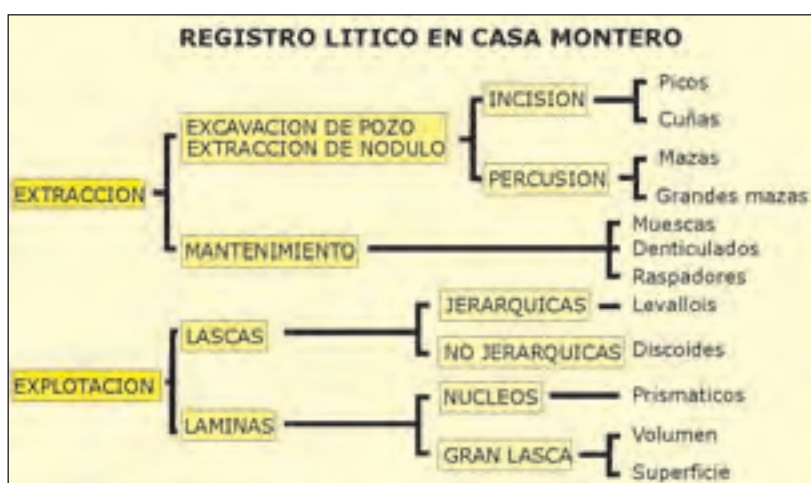 REGISTRO LITICO EN CASA MONTERO
EXTRACCION
EXCAVACION DE POZO
EXTRACCION DE NODULO
INCISION
Picos
Cuñas
PERCUSION
Mazas
Grandes mazas
MANTENIMIENTO
Muescas
Denticulados
Raspadores
EXPLOTACION
LASCAS
JERARQUICAS
Levallois
NO JERARQUICAS
Discoides
LAMINAS
NUCLEOS
Prismaticos
GRAN LASCA
Volumen
Superficie